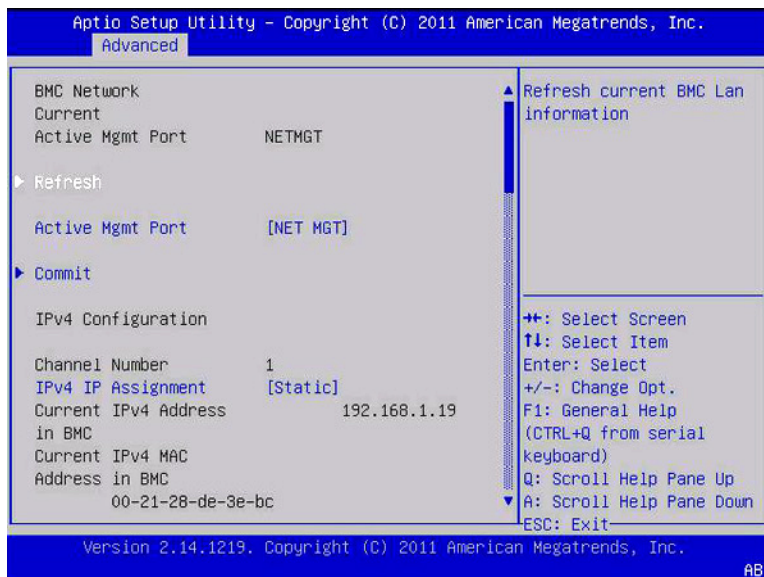 Aptio Setup Utility – Copyright (C) 2011 American Megatrends, Inc.
Advanced
BMC Network
Current
Active Mgmt Port NETMGT
Refresh
Active Mgmt Port [NET MGT]
Commit
IPv4 Configuration
Channel Number 1
IPv4 IP Assignment [Static]
Current IPv4 Address 192.168.1.19
in BMC
Current IPv4 MAC
Address in BMC
00-21-28-de-3e-bc
Refresh current BMC Lan
information
→←: Select Screen
↑↓: Select Item
Enter: Select
+/-: Change Opt.
F1: General Help
(CTRL+Q from serial
keyboard)
Q: Scroll Help Pane Up
A: Scroll Help Pane Down
ESC: Exit
Version 2.14.1219. Copyright (C) 2011 American Megatrends, Inc.
AB